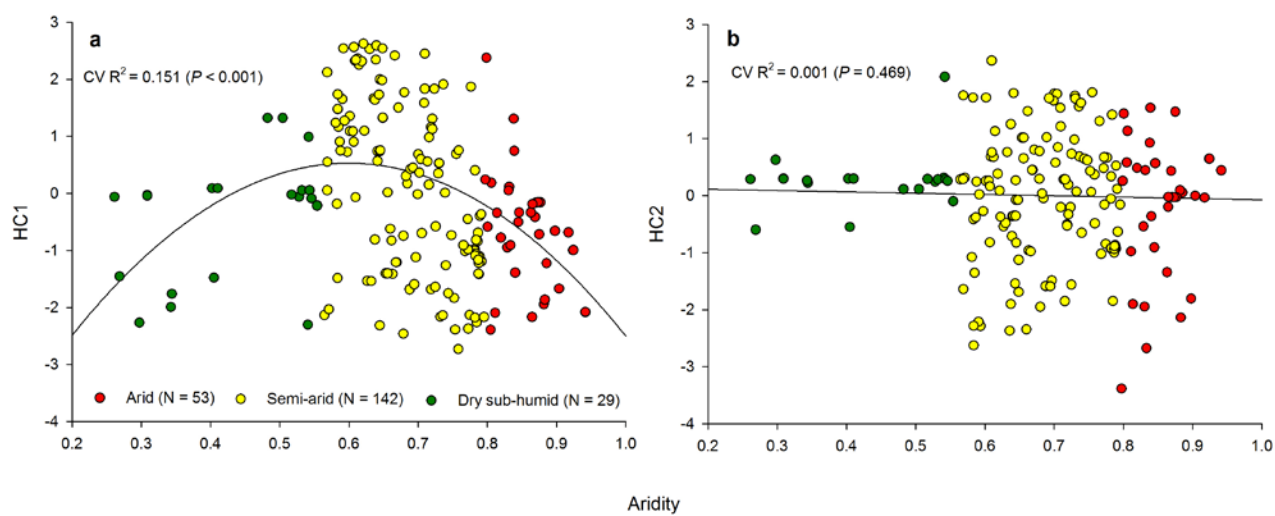 a
CV R² = 0.151 (P < 0.001)
HC1
3
2
1
0
-1
-2
-3
-4
Arid (N = 53)
Semi-arid (N = 142)
Dry sub-humid (N = 29)
0.2 0.3 0.4 0.5 0.6 0.7 0.8 0.9 1.0
b
CV R² = 0.001 (P = 0.469)
HC2
3
2
1
0
-1
-2
-3
-4
0.2 0.3 0.4 0.5 0.6 0.7 0.8 0.9 1.0
Aridity